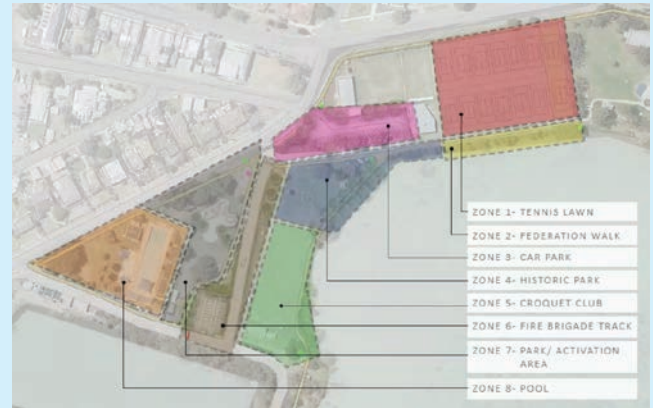 ZONE 1- TENNIS LAWN
ZONE 2- FEDERATION WALK
ZONE 3- CAR PARK
ZONE 4- HISTORIC PARK
ZONE 5- CROQUET CLUB
ZONE 6- FIRE BRIGADE TRACK
ZONE 7- PARK/ ACTIVATION
AREA
ZONE 8- POOL